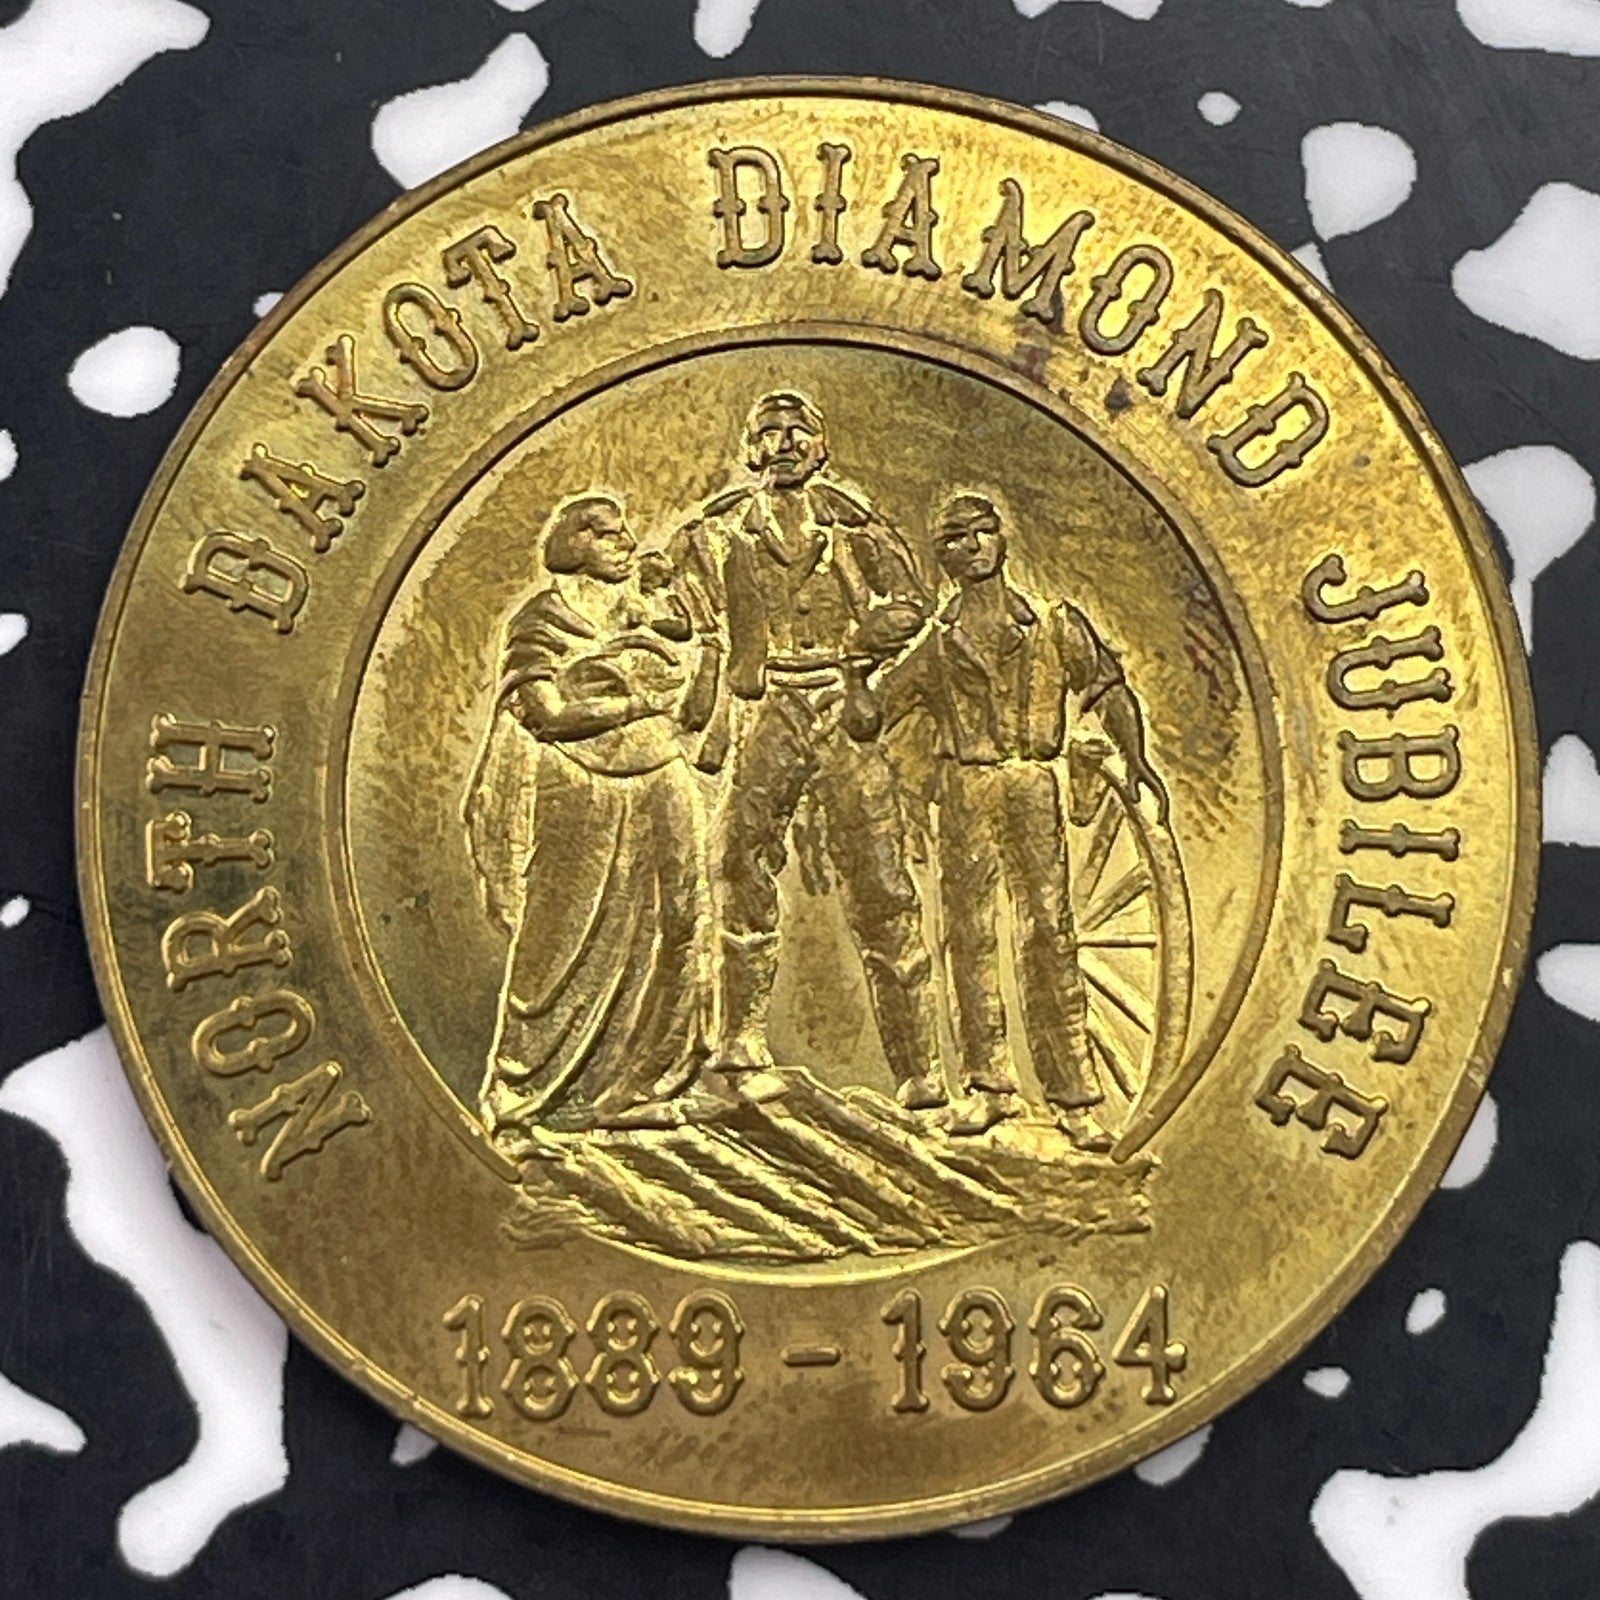 NORTH DAKOTA DIAMOND JUBILEE
1889 - 1964